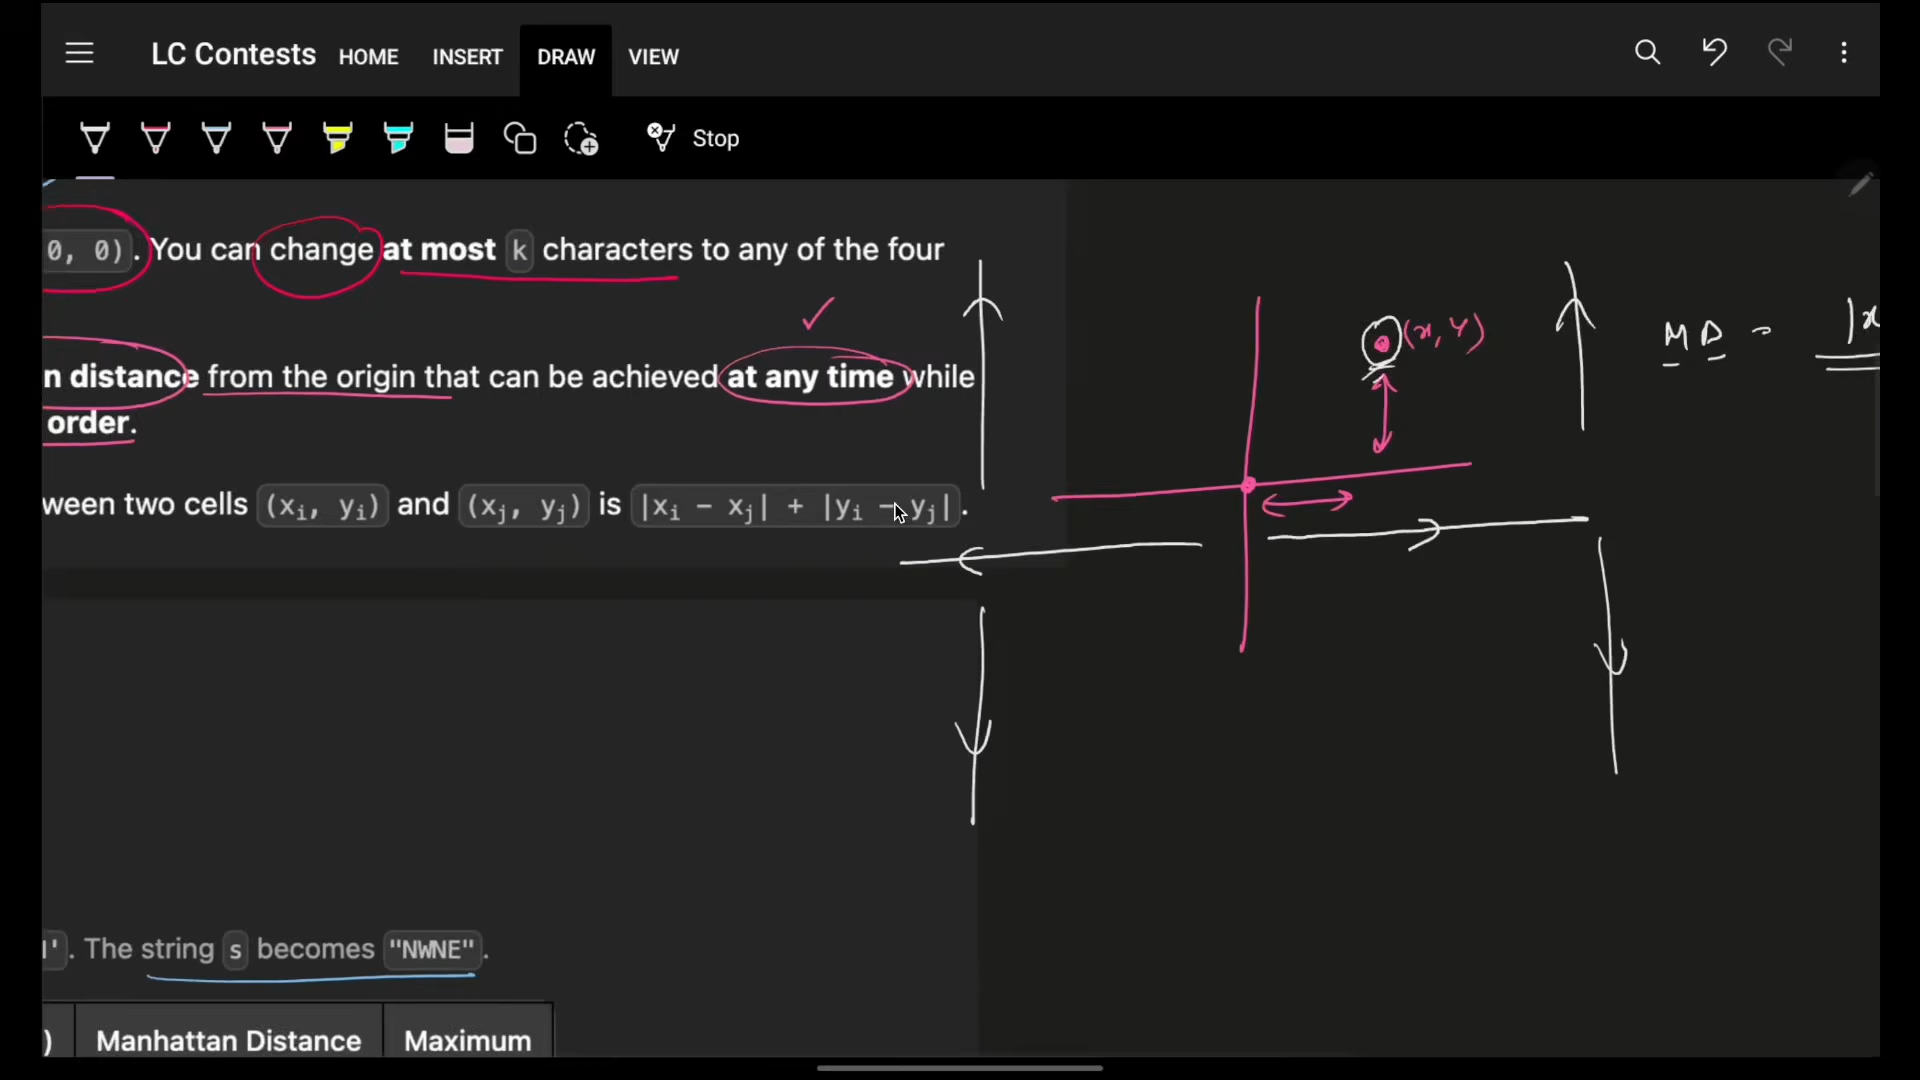 LC Contests HOME INSERT DRAW VIEW
Stop
0, 0). You can change at most k characters to any of the four
n distance from the origin that can be achieved at any time while
order.
ween two cells (xi, yi) and (xj, yj) is |xi - xj| + |yi - yj|.
(x, y)
MD = |x
'. The string s becomes "NWNE".
) Manhattan Distance Maximum